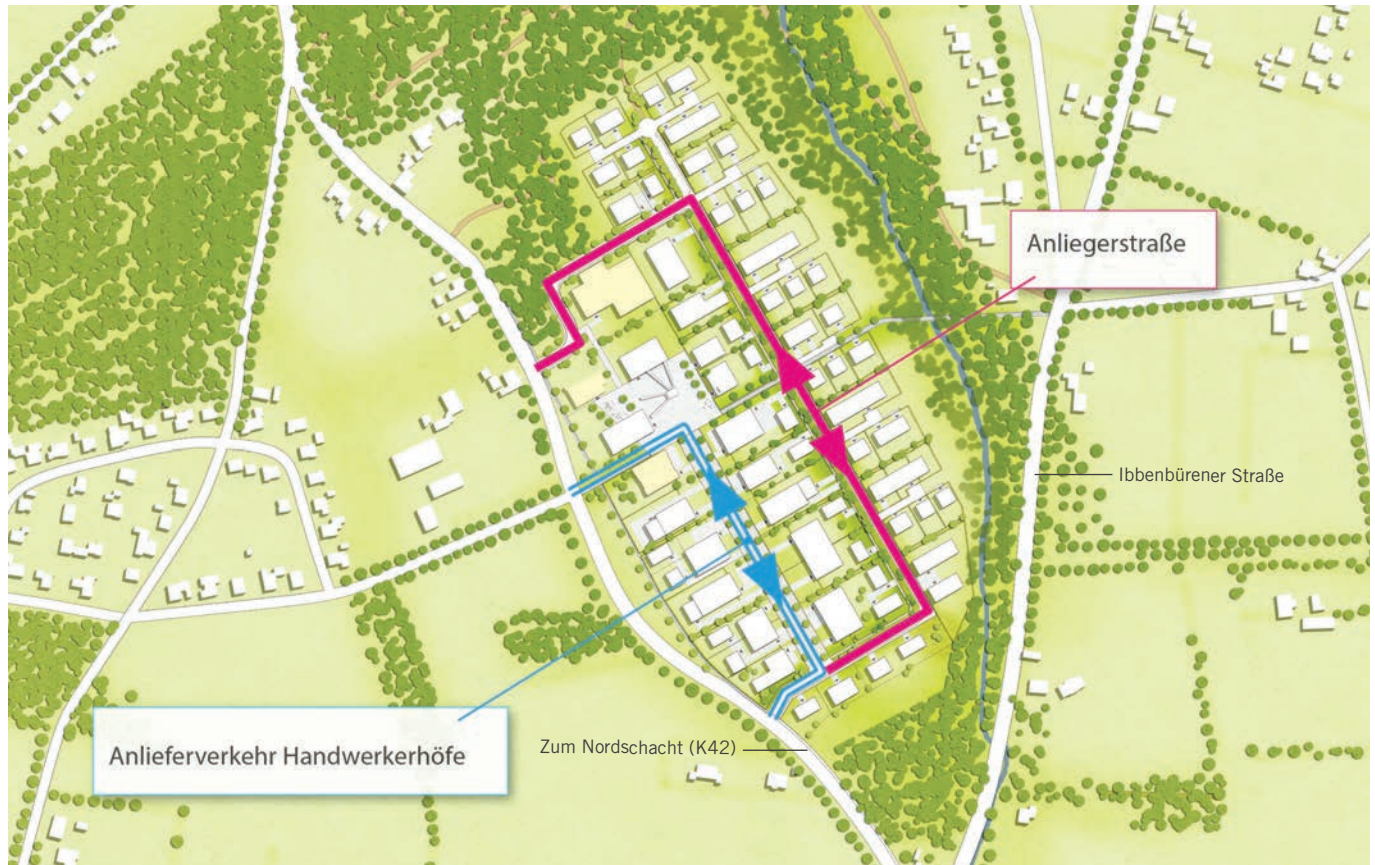 Anliegerstraße
Ibbenbürener Straße
Zum Nordschacht (K42)
Anlieferverkehr Handwerkerhöfe